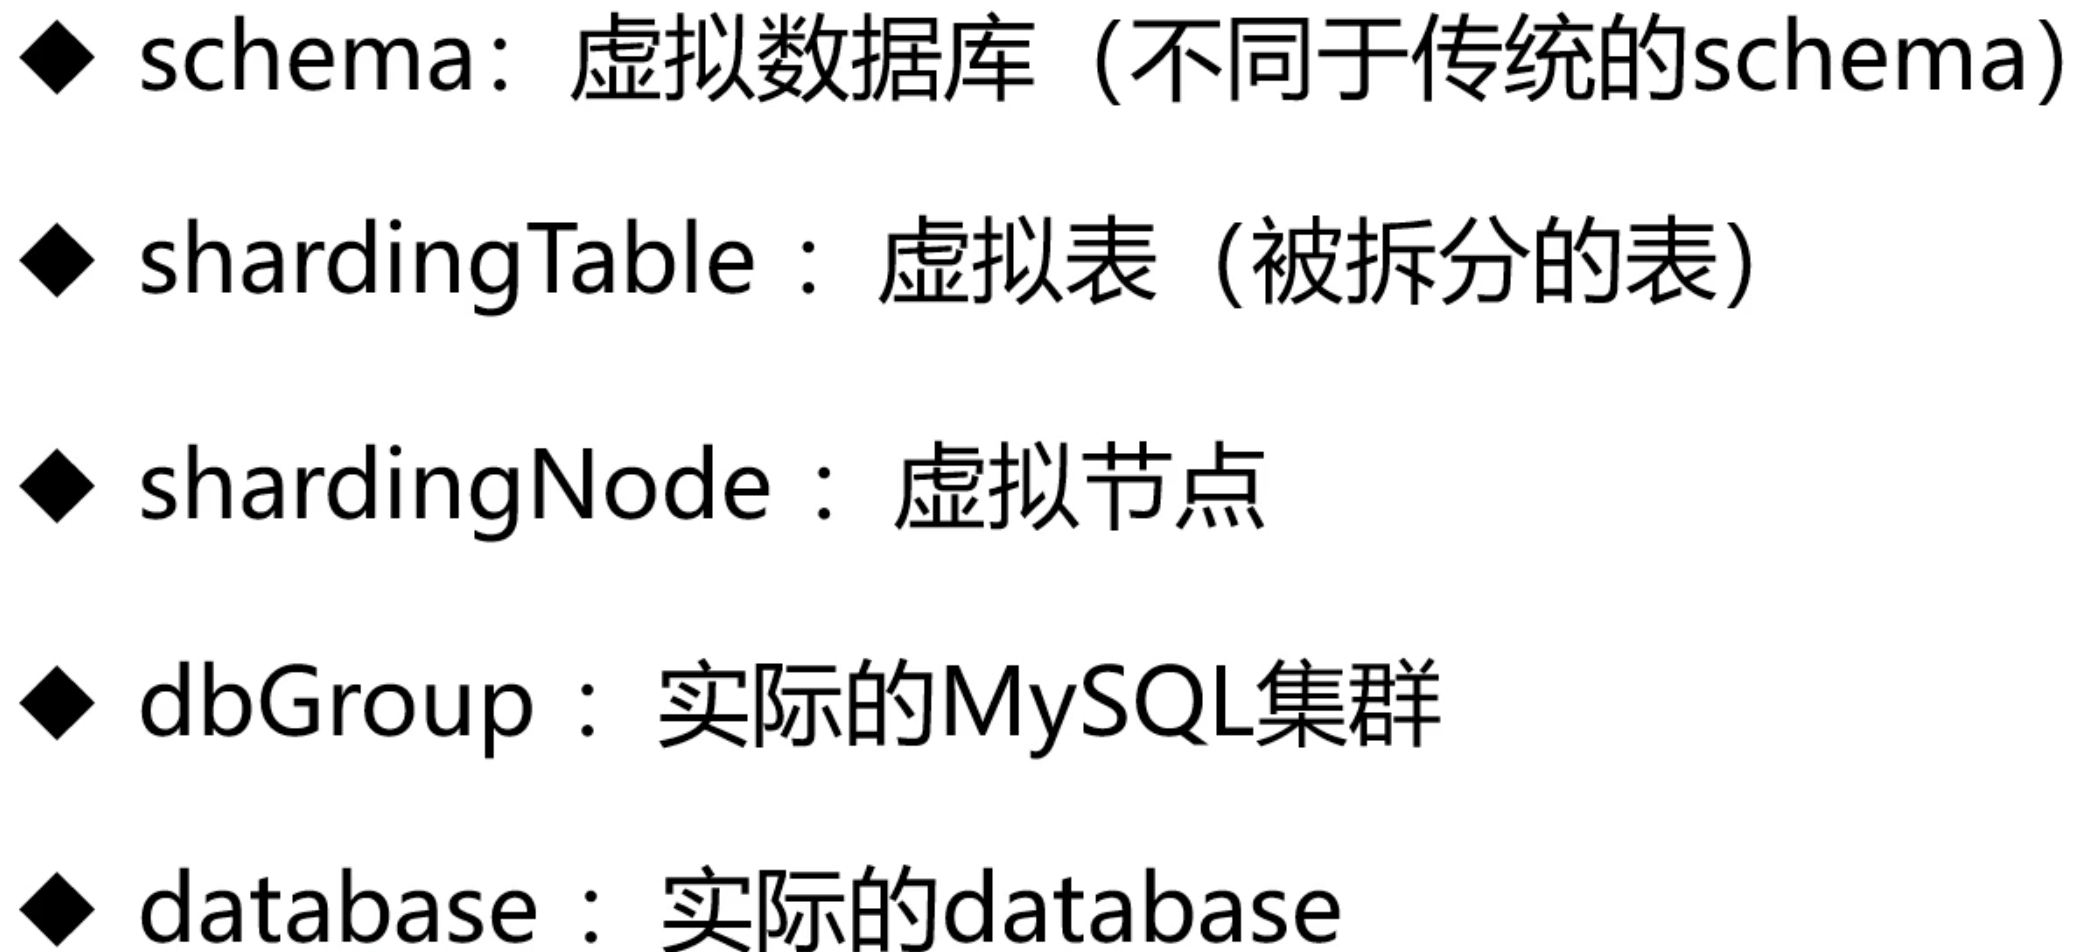 ◆ schema：虚拟数据库（不同于传统的schema）
◆ shardingTable ：虚拟表（被拆分的表）
◆ shardingNode ：虚拟节点
◆ dbGroup ：实际的MySQL集群
◆ database ：实际的database